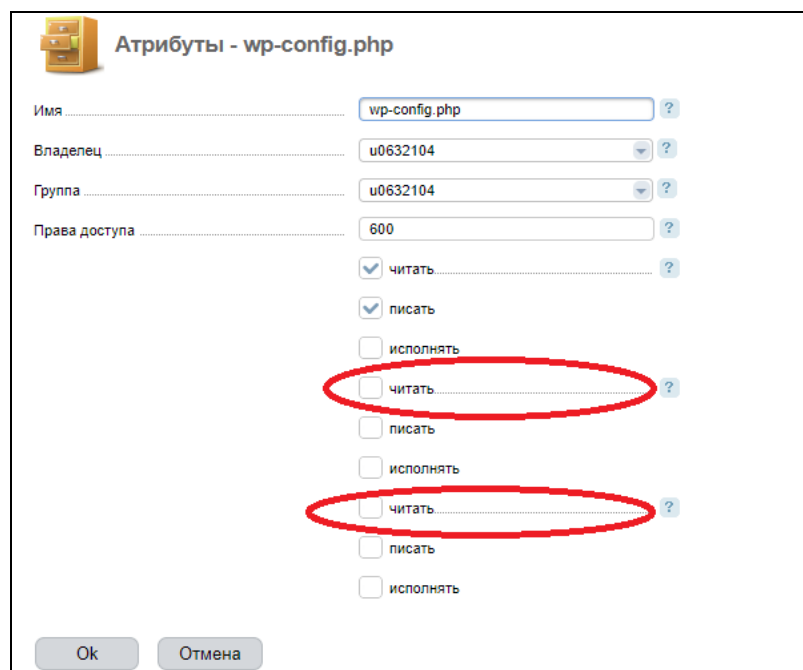 Атрибуты - wp-config.php
Имя wp-config.php ?
Владелец u0632104 ?
Группа u0632104 ?
Права доступа 600 ?
читать ?
писать
исполнять
читать ?
писать
исполнять
читать ?
писать
исполнять
Ok Отмена